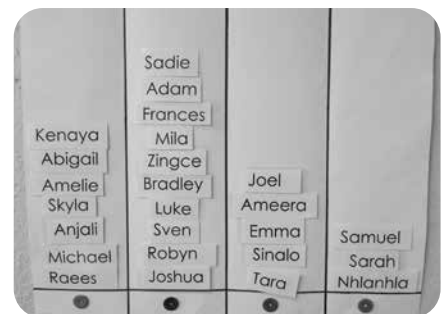 Kenaya
Abigail
Amelie
Skyla
Anjali
Michael
Raees
Sadie
Adam
Frances
Mila
Zingce
Bradley
Luke
Sven
Robyn
Joshua
Joel
Ameera
Emma
Sinalo
Tara
Samuel
Sarah
Nhlanhla